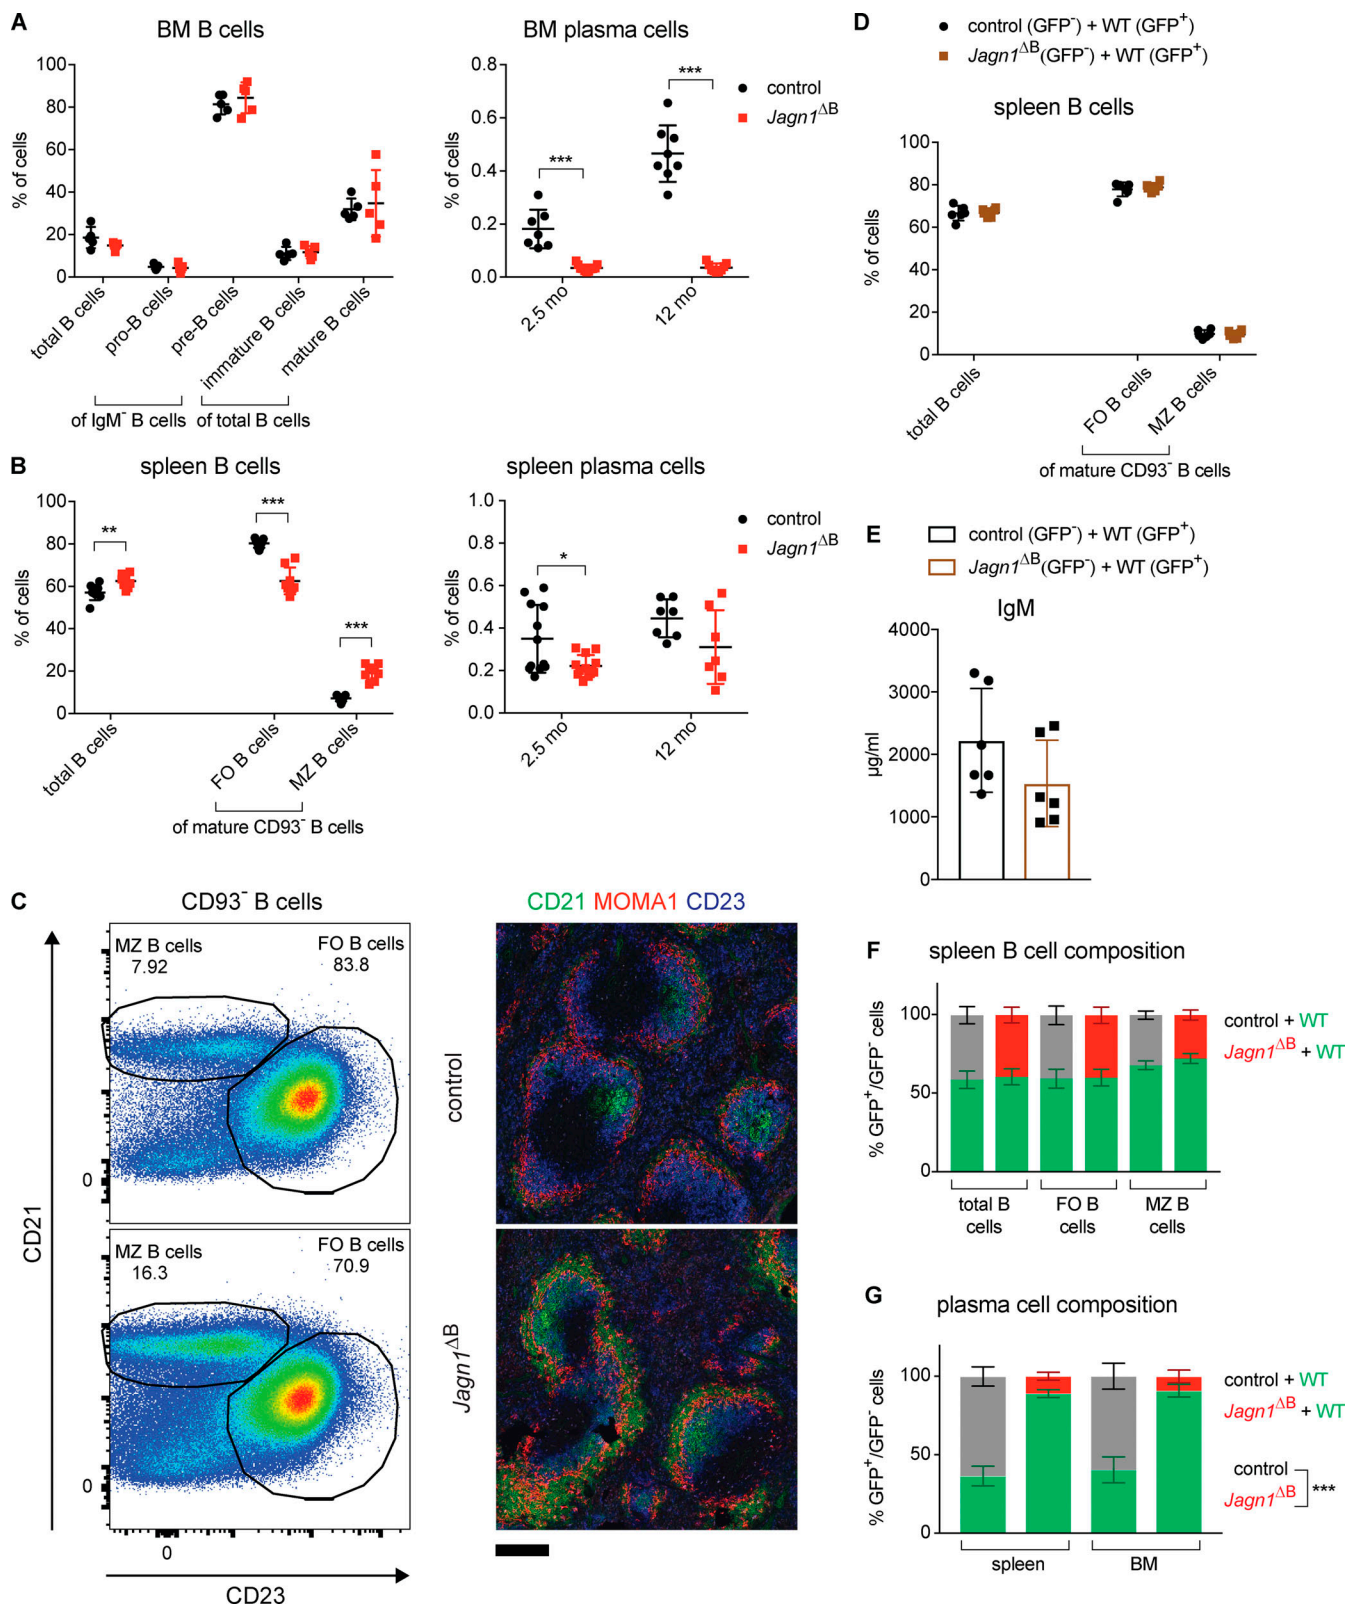 A
BM B cells
% of cells
100
80
60
40
20
0
total B cells
pro-B cells
pre-B cells
immature B cells
mature B cells
of IgM⁻ B cells
of total B cells
BM plasma cells
% of cells
0.8
0.6
0.4
0.2
0.0
***
***
2.5 mo
12 mo
control
Jagn1ΔB
B
spleen B cells
% of cells
100
80
60
40
20
0
**
***
***
total B cells
FO B cells
MZ B cells
of mature CD93⁻ B cells
spleen plasma cells
% of cells
1.0
0.8
0.6
0.4
0.2
0.0
*
2.5 mo
12 mo
control
Jagn1ΔB
C
CD93⁻ B cells
MZ B cells
7.92
FO B cells
83.8
0
MZ B cells
16.3
FO B cells
70.9
0
0
CD21
CD23
CD21 MOMA1 CD23
control
Jagn1ΔB
D
control (GFP⁻) + WT (GFP⁺)
Jagn1ΔB(GFP⁻) + WT (GFP⁺)
spleen B cells
% of cells
100
80
60
40
20
0
total B cells
FO B cells
MZ B cells
of mature CD93⁻ B cells
E
control (GFP⁻) + WT (GFP⁺)
Jagn1ΔB(GFP⁻) + WT (GFP⁺)
IgM
µg/ml
4000
3000
2000
1000
0
F
spleen B cell composition
% GFP⁺/GFP⁻ cells
100
50
0
total B cells
FO B cells
MZ B cells
control + WT
Jagn1ΔB + WT
G
plasma cell composition
% GFP⁺/GFP⁻ cells
100
50
0
spleen
BM
control + WT
Jagn1ΔB + WT
control
Jagn1ΔB
***